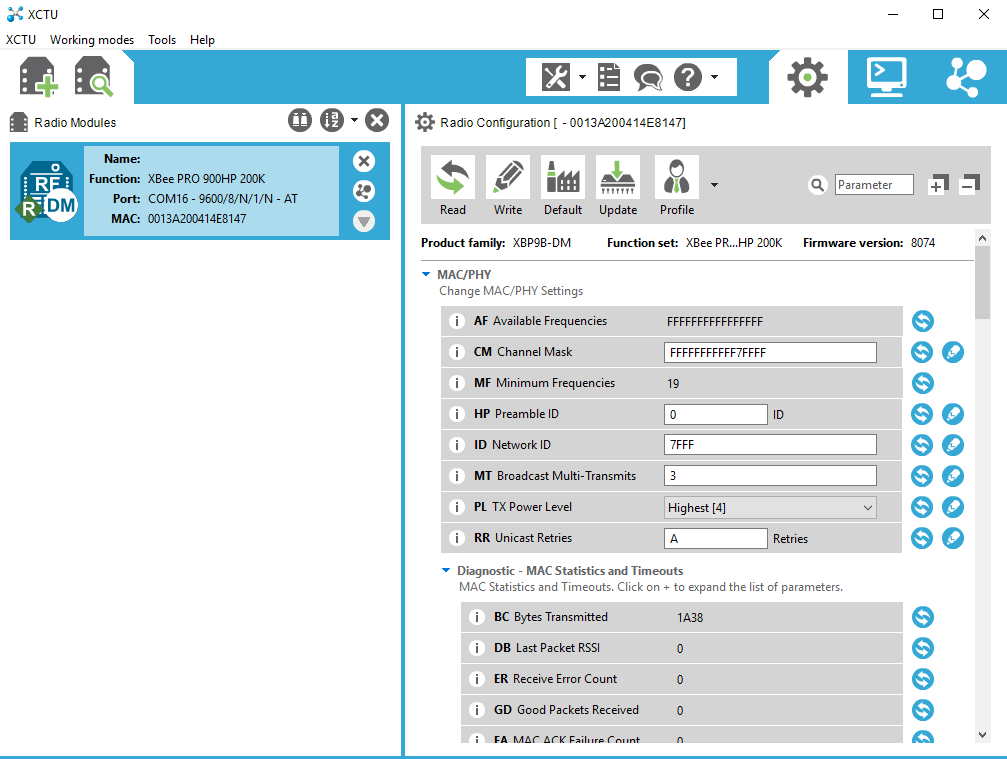 XCTU
XCTU Working modes Tools Help
Radio Modules
Radio Configuration [ - 0013A200414E8147]
RF
R DM
Name:
Function: XBee PRO 900HP 200K
Port: COM16 - 9600/8/N/1/N - AT
MAC: 0013A200414E8147
Read Write Default Update Profile
Parameter
Product family: XBP9B-DM Function set: XBee PR...HP 200K Firmware version: 8074
MAC/PHY
Change MAC/PHY Settings
i AF Available Frequencies FFFFFFFFFFFFFFFF
i CM Channel Mask FFFFFFFFFFF7FFFF
i MF Minimum Frequencies 19
i HP Preamble ID 0 ID
i ID Network ID 7FFF
i MT Broadcast Multi-Transmits 3
i PL TX Power Level Highest [4]
i RR Unicast Retries A Retries
Diagnostic - MAC Statistics and Timeouts
MAC Statistics and Timeouts. Click on + to expand the list of parameters.
i BC Bytes Transmitted 1A38
i DB Last Packet RSSI 0
i ER Receive Error Count 0
i GD Good Packets Received 0
i EA MAC ACK Failure Count 0